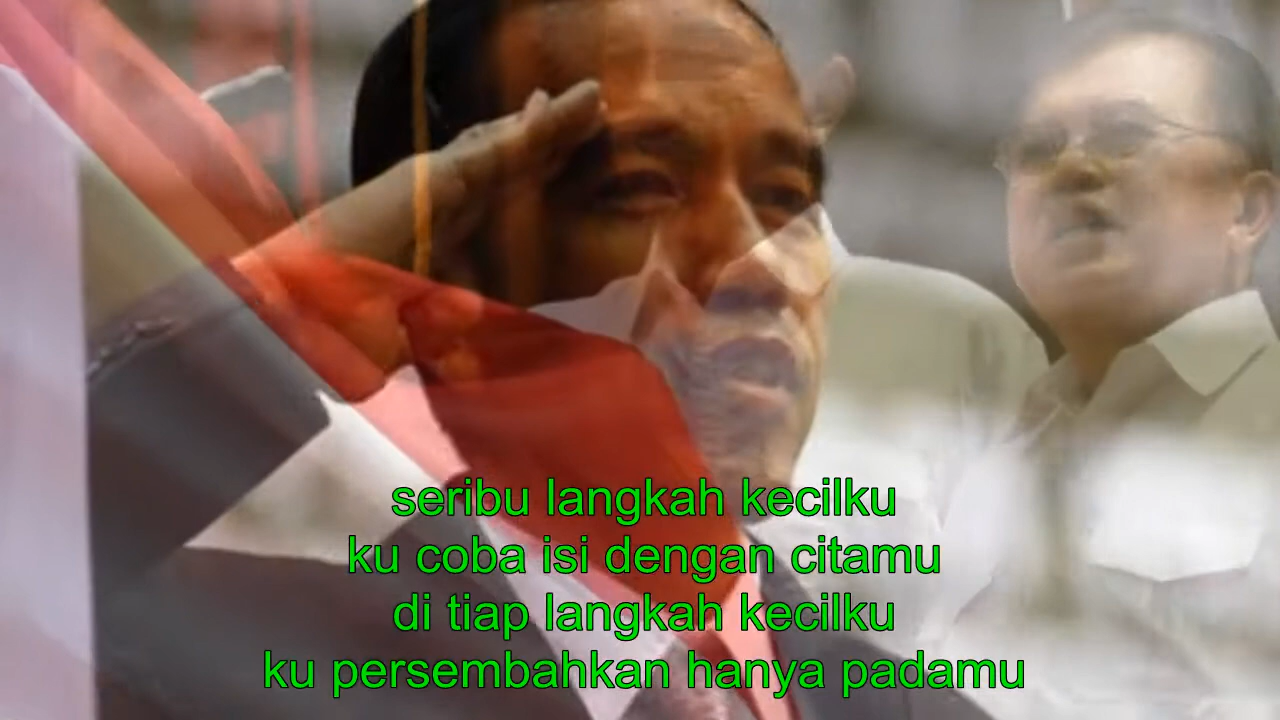 seribu langkah kecilku
ku coba isi dengan citamu
di tiap langkah kecilku
ku persembahkan hanya padamu